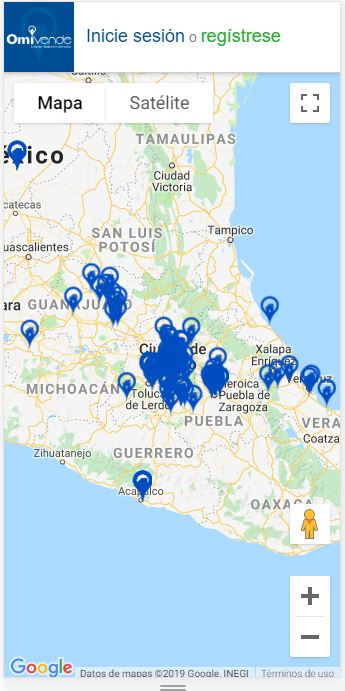 OmiVende
Inicie sesión o regístrese
Mapa
Satélite
TAMAULIPAS
Ciudad
Victoria
acatecas
SAN LUIS
POTOSÍ
Tampico
uascalientes
ara
GUANAJUATO
Xalapa
Enríquez
Veracruz
Ciudad de
MICHOACÁN
Toluca
de Lerdo
Heroica
Puebla de
Zaragoza
VERA
Coatza
PUEBLA
GUERRERO
Zihuatanejo
Acapulco
OAXACA
+
−
Google
Datos de mapas ©2019 Google, INEGI
Términos de uso